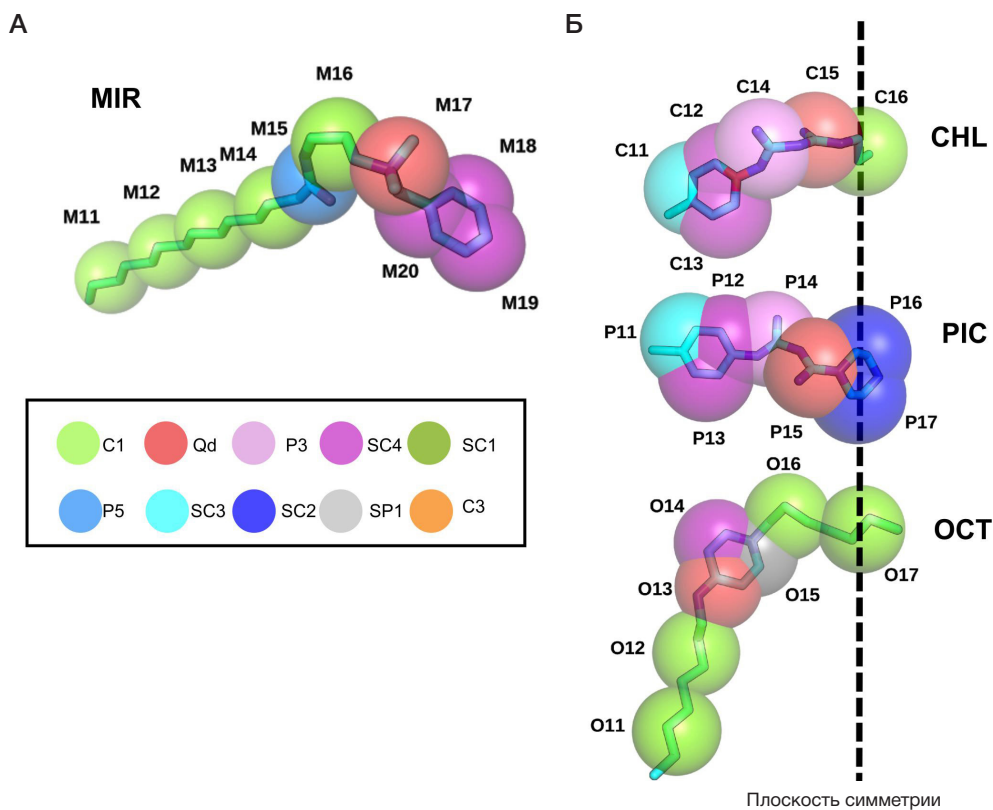 А
Б
MIR
M16
M17
M15
M18
M14
M13
M12
M11
M20
M19
C1
Qd
P3
SC4
SC1
P5
SC3
SC2
SP1
C3
C15
C14
C16
C12
CHL
C11
C13
P12
P14
P16
P11
PIC
P13
P15
P17
O16
O14
OCT
O13
O15
O17
O12
O11
Плоскость симметрии